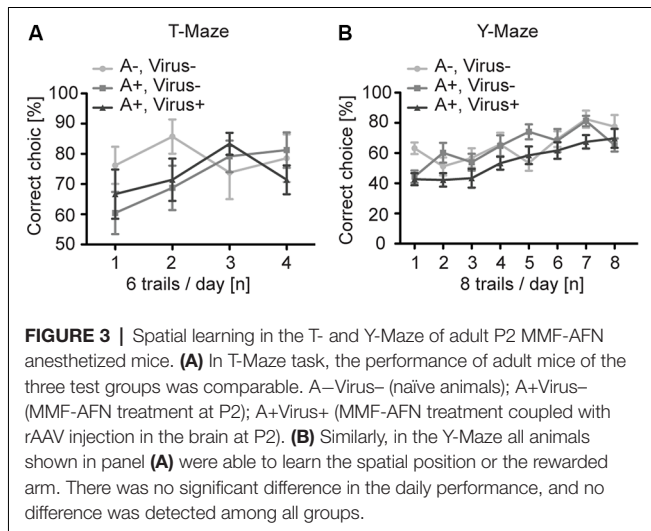 A
T-Maze
A-, Virus-
A+, Virus-
A+, Virus+
Correct choic [%]
100
90
80
70
60
50
1 2 3 4
6 trails / day [n]
B
Y-Maze
A-, Virus-
A+, Virus-
A+, Virus+
Correct choice [%]
100
80
60
40
20
0
1 2 3 4 5 6 7 8
8 trails / day [n]
FIGURE 3 | Spatial learning in the T- and Y-Maze of adult P2 MMF-AFN
anesthetized mice. (A) In T-Maze task, the performance of adult mice of the
three test groups was comparable. A−Virus– (naïve animals); A+Virus–
(MMF-AFN treatment at P2); A+Virus+ (MMF-AFN treatment coupled with
rAAV injection in the brain at P2). (B) Similarly, in the Y-Maze all animals
shown in panel (A) were able to learn the spatial position or the rewarded
arm. There was no significant difference in the daily performance, and no
difference was detected among all groups.